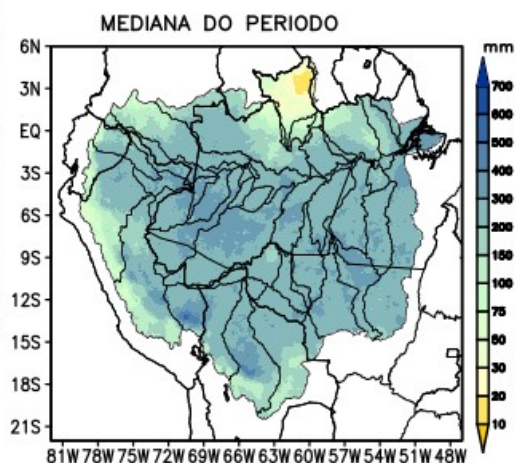 MEDIANA DO PERIODO
mm
6N
3N
EQ
3S
6S
9S
12S
15S
18S
21S
700
600
500
400
300
200
150
100
75
50
30
20
10
81W 78W 75W 72W 69W 66W 63W 60W 57W 54W 51W 48W